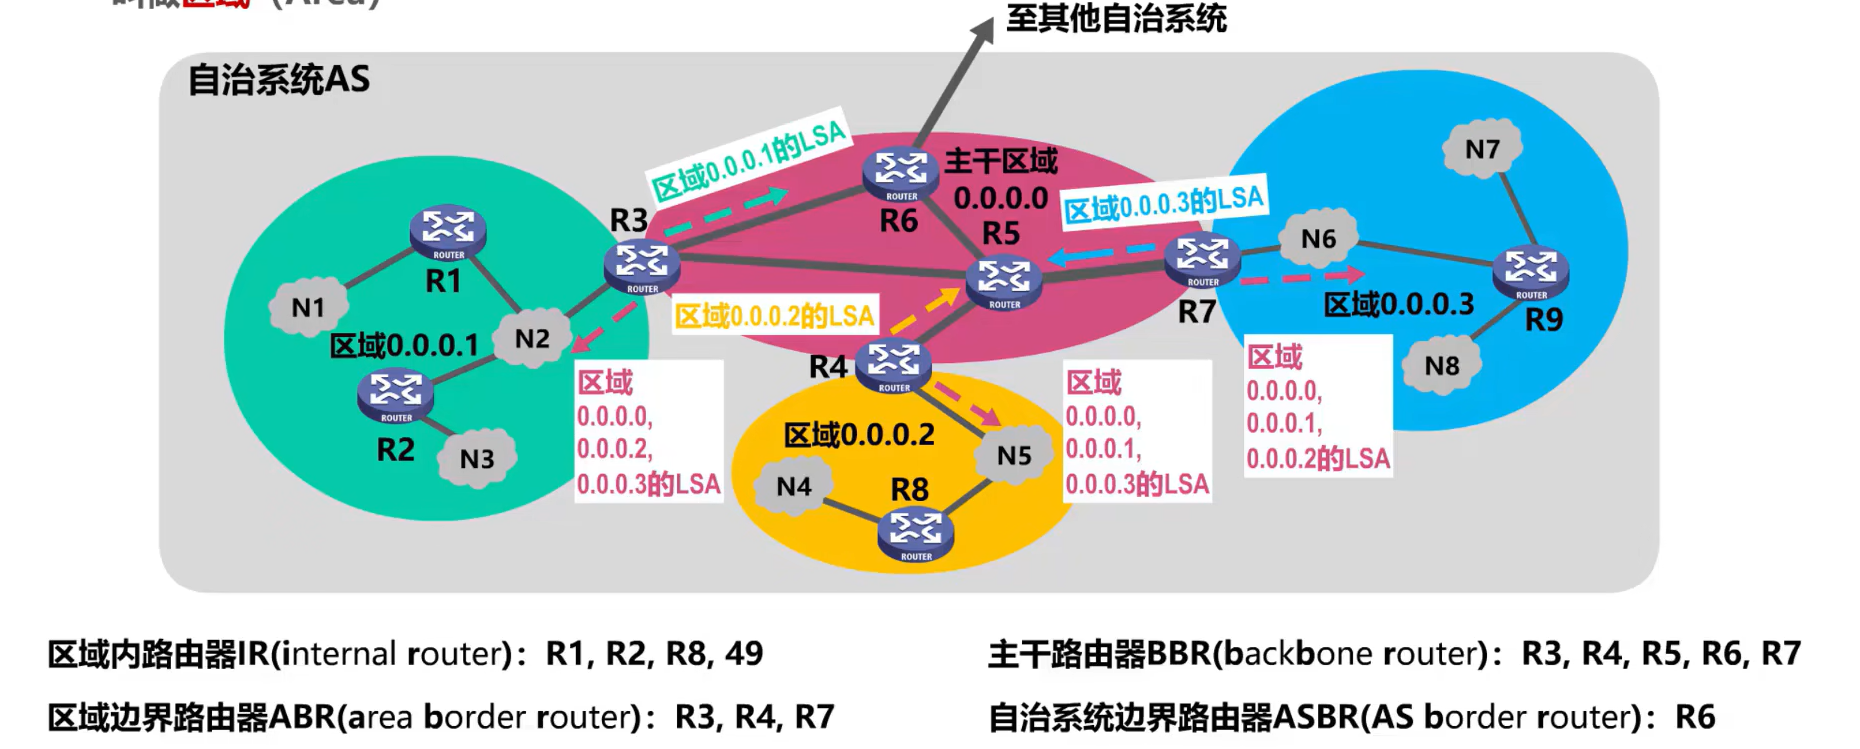 叫做区域 (Area)
至其他自治系统
自治系统AS
区域0.0.0.1的LSA
主干区域
0.0.0.0
N7
ROUTER
R6
区域0.0.0.3的LSA
R3
ROUTER
R1
ROUTER
R5
ROUTER
ROUTER
R7
N6
ROUTER
R9
N1
区域0.0.0.1
N2
区域0.0.0.2的LSA
区域0.0.0.3
N8
ROUTER
R2
N3
区域
0.0.0.0,
0.0.0.2,
0.0.0.3的LSA
R4
ROUTER
区域0.0.0.2
N5
N4
R8
ROUTER
区域
0.0.0.0,
0.0.0.1,
0.0.0.3的LSA
区域
0.0.0.0,
0.0.0.1,
0.0.0.2的LSA
区域内路由器IR(internal router)：R1, R2, R8, 49
主干路由器BBR(backbone router)：R3, R4, R5, R6, R7
区域边界路由器ABR(area border router)：R3, R4, R7
自治系统边界路由器ASBR(AS border router)：R6